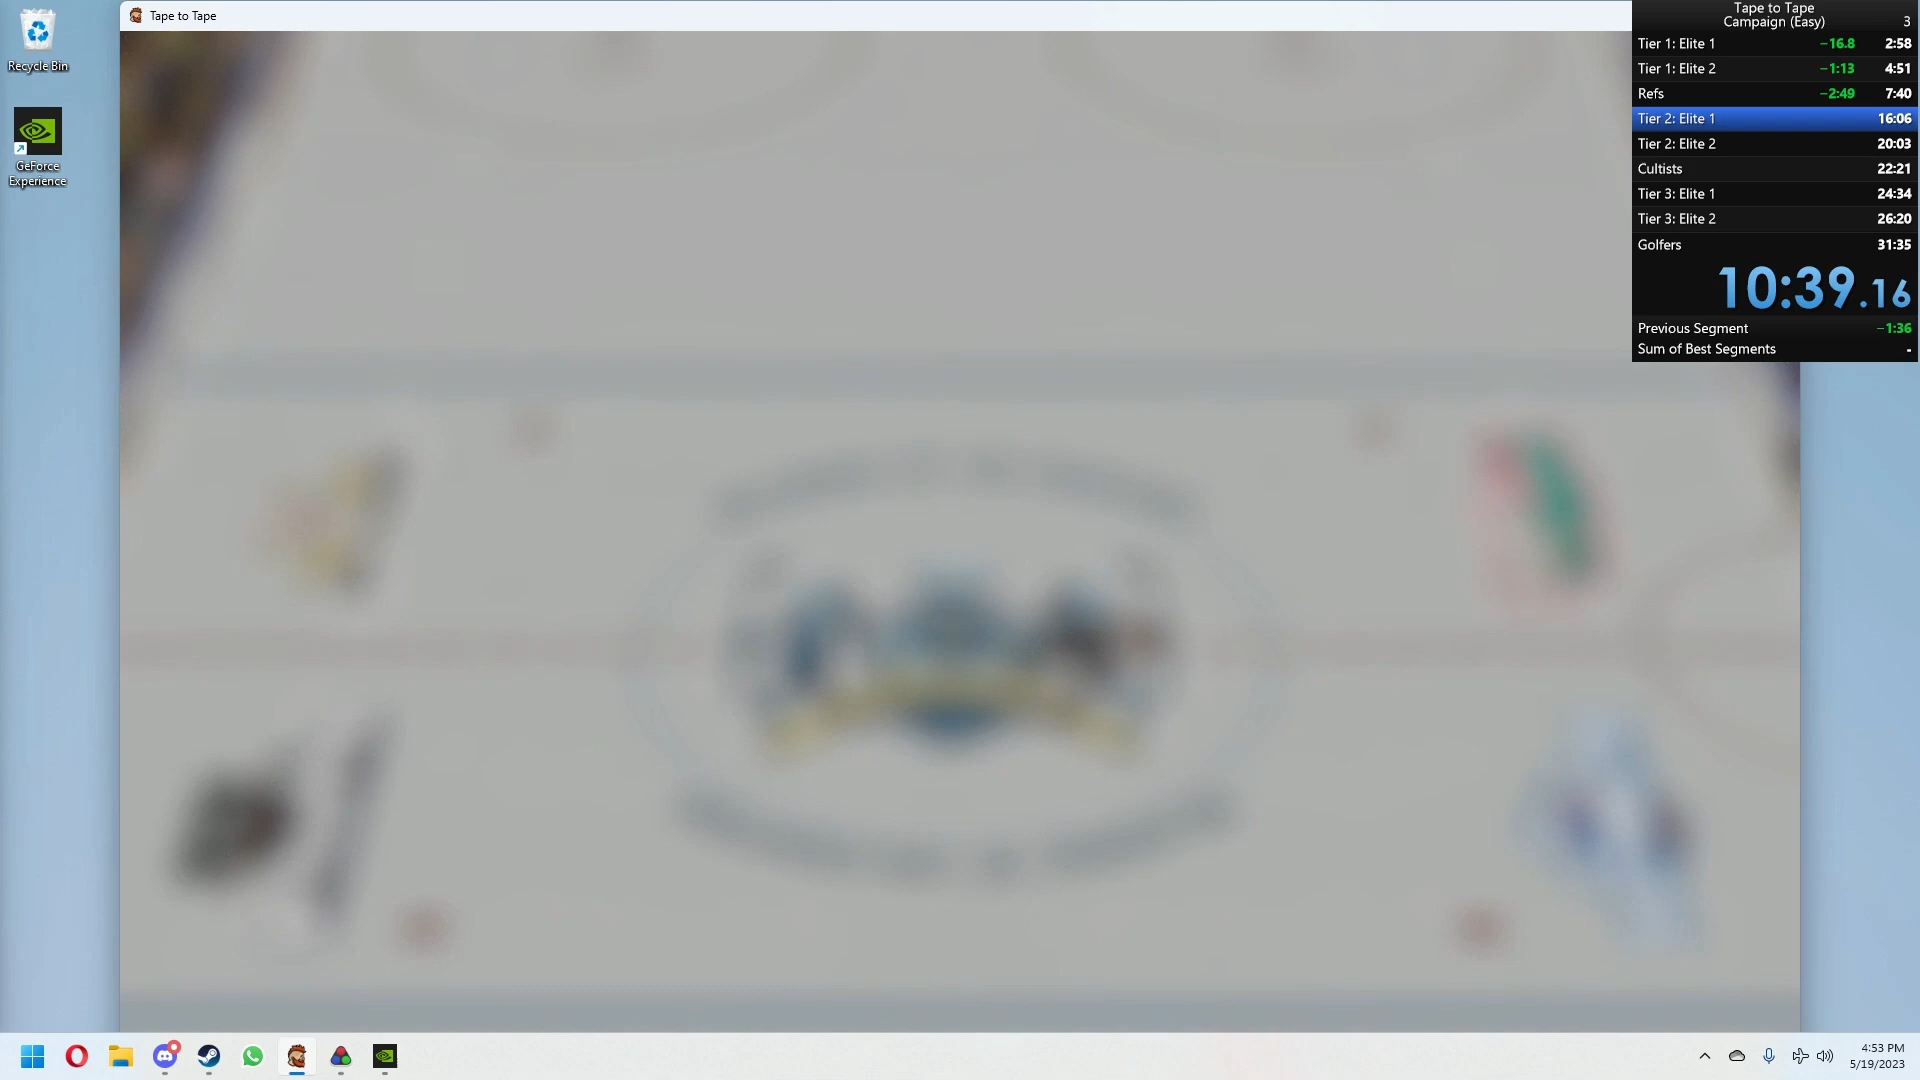 Tape to Tape
Recycle Bin
GeForce
Experience
Tape to Tape
Campaign (Easy) 3
Tier 1: Elite 1 −16.8 2:58
Tier 1: Elite 2 −1:13 4:51
Refs −2:49 7:40
Tier 2: Elite 1 16:06
Tier 2: Elite 2 20:03
Cultists 22:21
Tier 3: Elite 1 24:34
Tier 3: Elite 2 26:20
Golfers 31:35
10:39.16
Previous Segment −1:36
Sum of Best Segments -
4:53 PM
5/19/2023